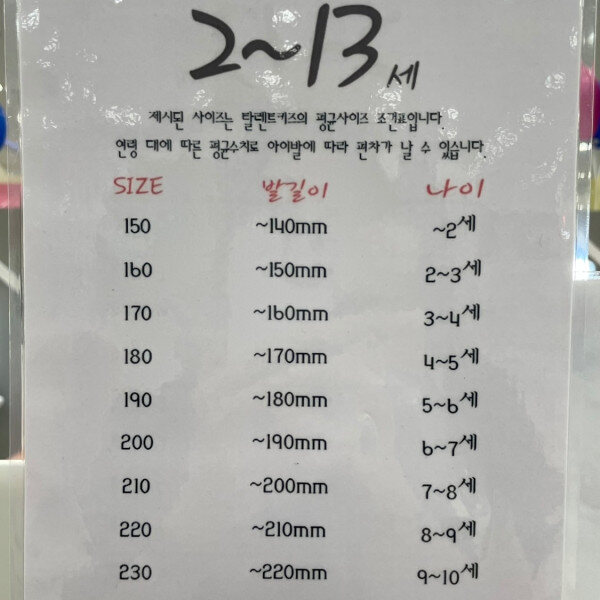 2~13세
제시된 사이즈는 탈렌트키즈의 평균사이즈 조견표입니다.
연령 대에 따른 평균수치로 아이발에 따라 편차가 날 수 있습니다.
SIZE 발길이 나이
150 ~140mm ~2세
160 ~150mm 2~3세
170 ~160mm 3~4세
180 ~170mm 4~5세
190 ~180mm 5~6세
200 ~190mm 6~7세
210 ~200mm 7~8세
220 ~210mm 8~9세
230 ~220mm 9~10세